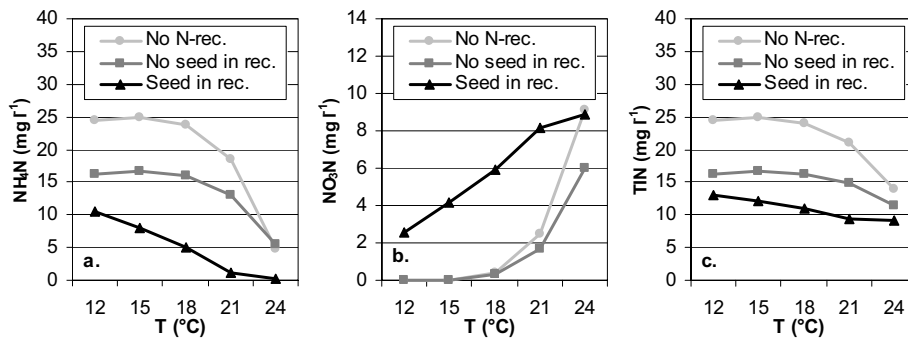 40
35
30
25
20
15
10
5
0
NH₄N (mg l⁻¹)
No N-rec.
No seed in rec.
Seed in rec.
a.
12 15 18 21 24
T (°C)
14
12
10
8
6
4
2
0
NO₃N (mg l⁻¹)
No N-rec.
No seed in rec.
Seed in rec.
b.
12 15 18 21 24
T (°C)
40
35
30
25
20
15
10
5
0
TIN (mg l⁻¹)
No N-rec.
No seed in rec.
Seed in rec.
c.
12 15 18 21 24
T (°C)